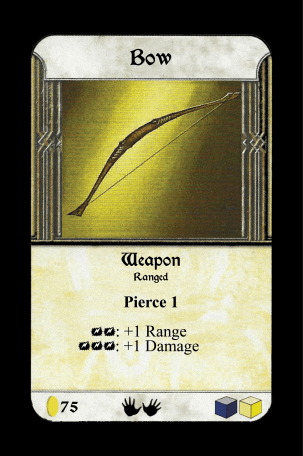 Bow
Weapon
Ranged
Pierce 1
: +1 Range
: +1 Damage
75